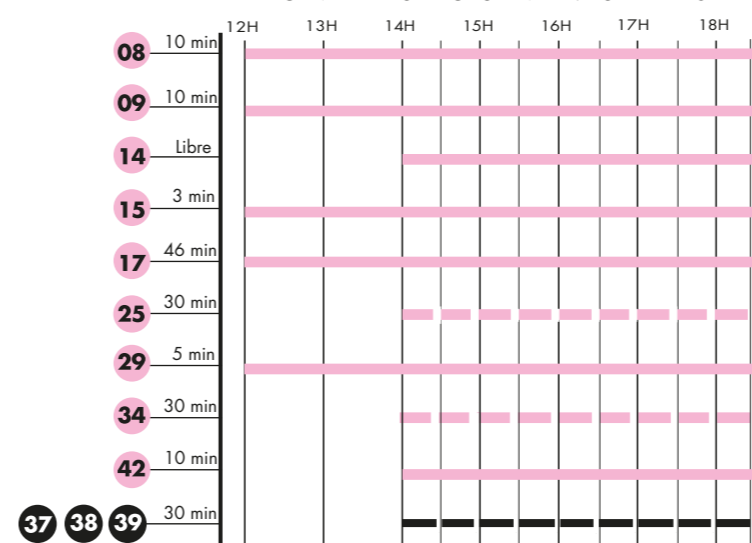 12H 13H 14H 15H 16H 17H 18H
08 10 min
09 10 min
14 Libre
15 3 min
17 46 min
25 30 min
29 5 min
34 30 min
42 10 min
37 38 39 30 min